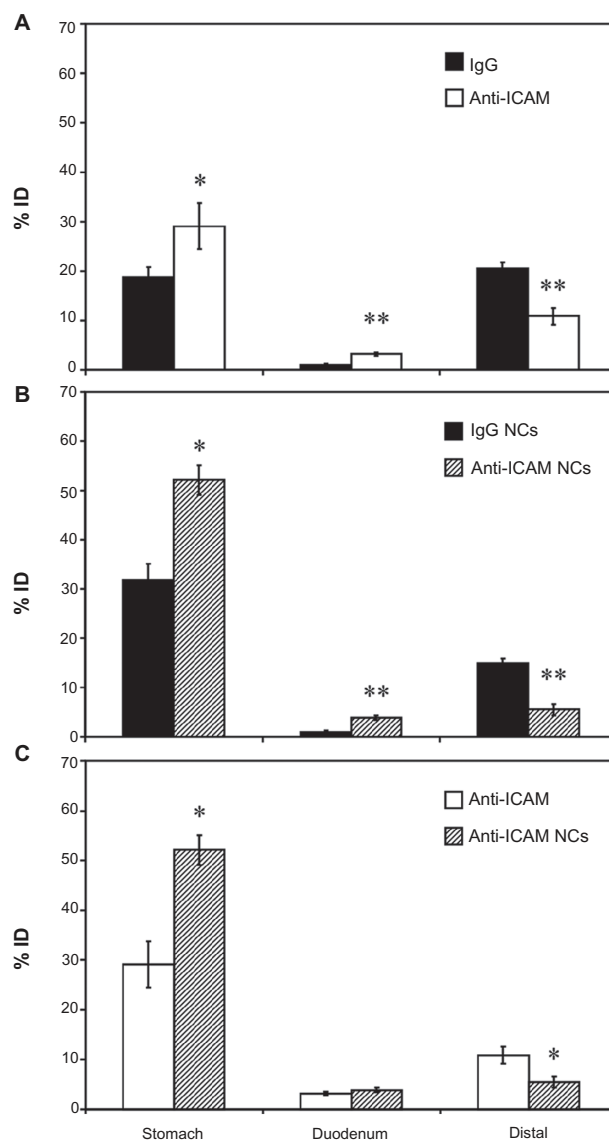 A
70
60
50
40
30
20
10
0
% ID
IgG
Anti-ICAM
*
**
**
B
70
60
50
40
30
20
10
0
% ID
IgG NCs
Anti-ICAM NCs
*
**
**
C
70
60
50
40
30
20
10
0
% ID
Anti-ICAM
Anti-ICAM NCs
*
*
Stomach Duodenum Distal